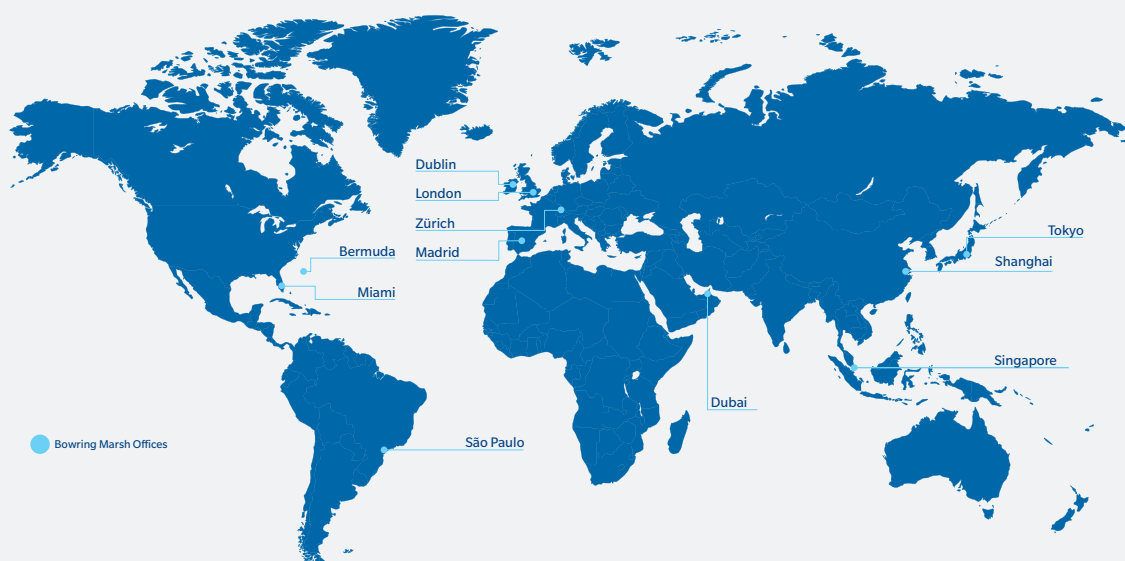 Dublin
London
Zürich
Madrid
Bermuda
Miami
Tokyo
Shanghai
Singapore
Dubai
São Paulo
Bowring Marsh Offices